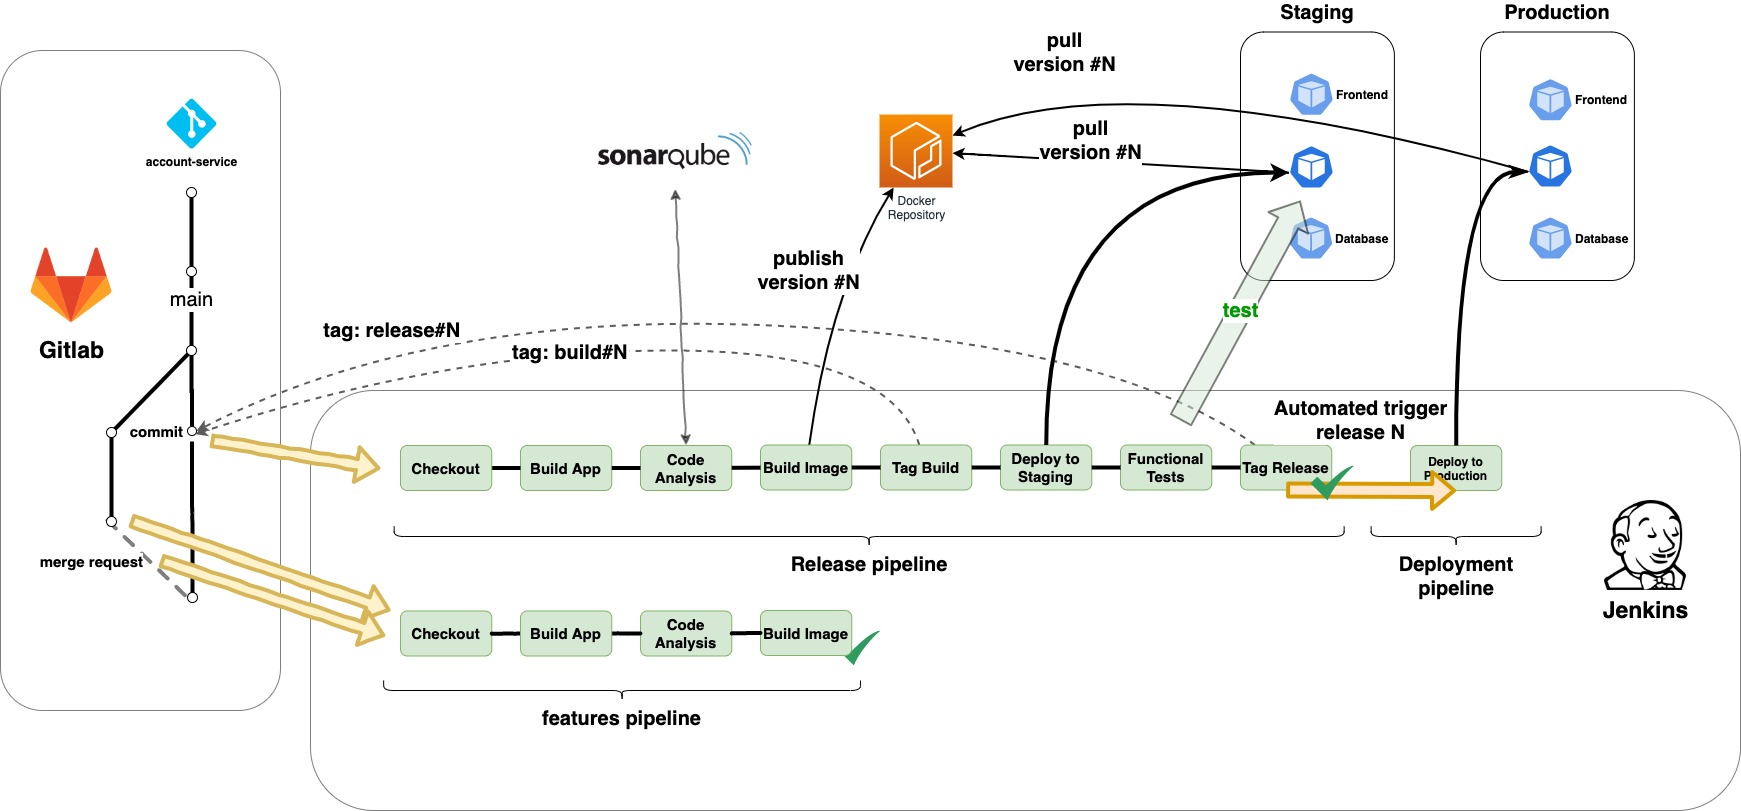 Staging
Production
pull
version #N
Frontend
Frontend
account-service
sonarqube
pull
version #N
Docker
Repository
Database
Database
publish
version #N
main
test
Gitlab
tag: release#N
tag: build#N
commit
Automated trigger
release N
Checkout
Build App
Code
Analysis
Build Image
Tag Build
Deploy to
Staging
Functional
Tests
Tag Release
Deploy to
Production
merge request
Release pipeline
Deployment
pipeline
Jenkins
Checkout
Build App
Code
Analysis
Build Image
features pipeline